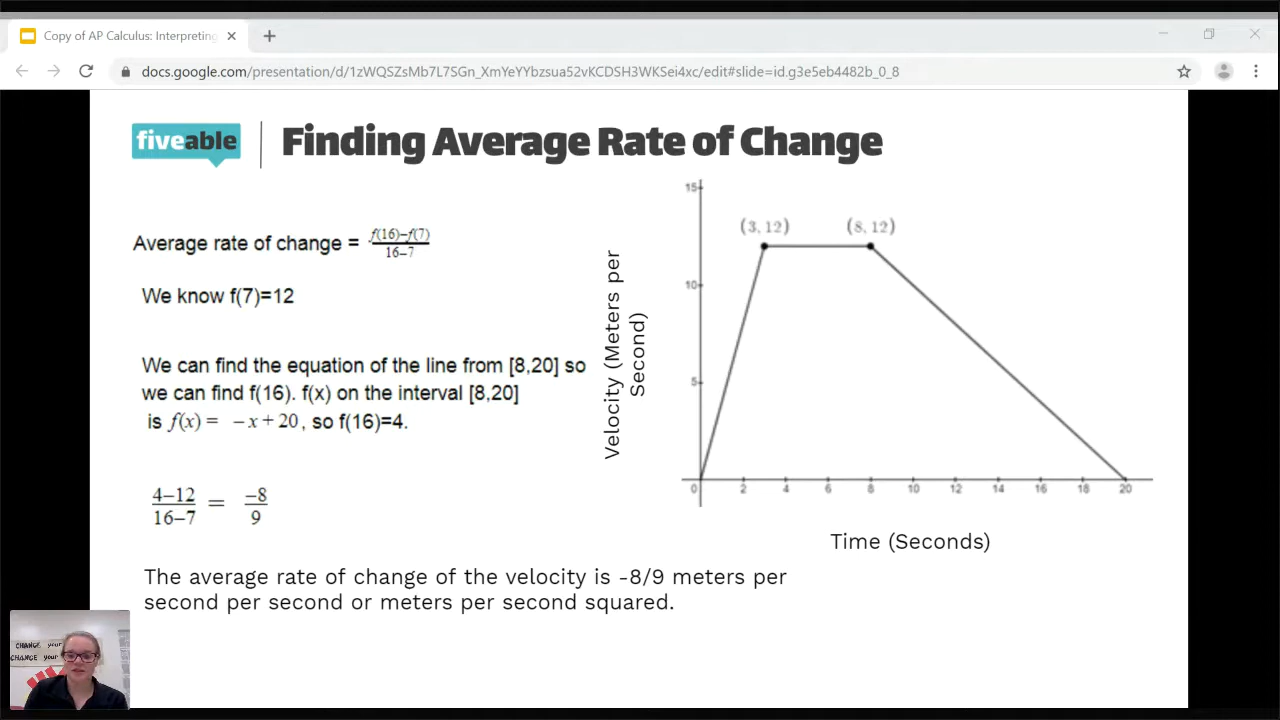 Copy of AP Calculus: Interpreting
docs.google.com/presentation/d/1zWQSZsMb7L7SGn_XmYeYYbzsua52vKCDSH3WKSei4xc/edit#slide=id.g3e5eb4482b_0_8
fiveable
Finding Average Rate of Change
Average rate of change = f(16)–f(7)
16–7
We know f(7)=12
We can find the equation of the line from [8,20] so
we can find f(16). f(x) on the interval [8,20]
is f(x) = –x+20, so f(16)=4.
4–12 = –8
16–7 9
The average rate of change of the velocity is -8/9 meters per
second per second or meters per second squared.
Velocity (Meters per
Second)
15
(3, 12) (8, 12)
10
5
0 2 4 6 8 10 12 14 16 18 20
Time (Seconds)
CHANGE your
CHANGE your